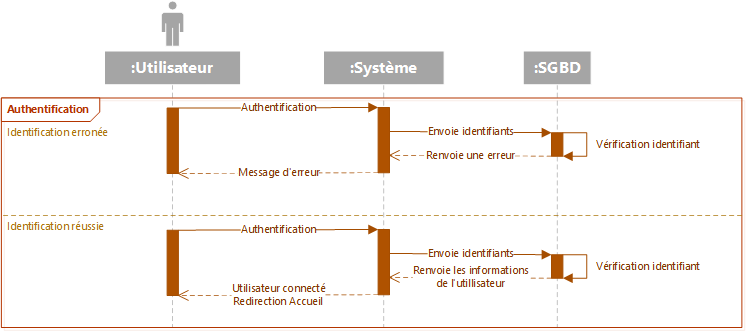 :Utilisateur
:Système
:SGBD
Authentification
Identification erronée
Authentification
Envoie identifiants
Vérification identifiant
Renvoie une erreur
Message d'erreur
Identification réussie
Authentification
Envoie identifiants
Vérification identifiant
Renvoie les informations
de l'utillisateur
Utilisateur connecté
Redirection Accueil